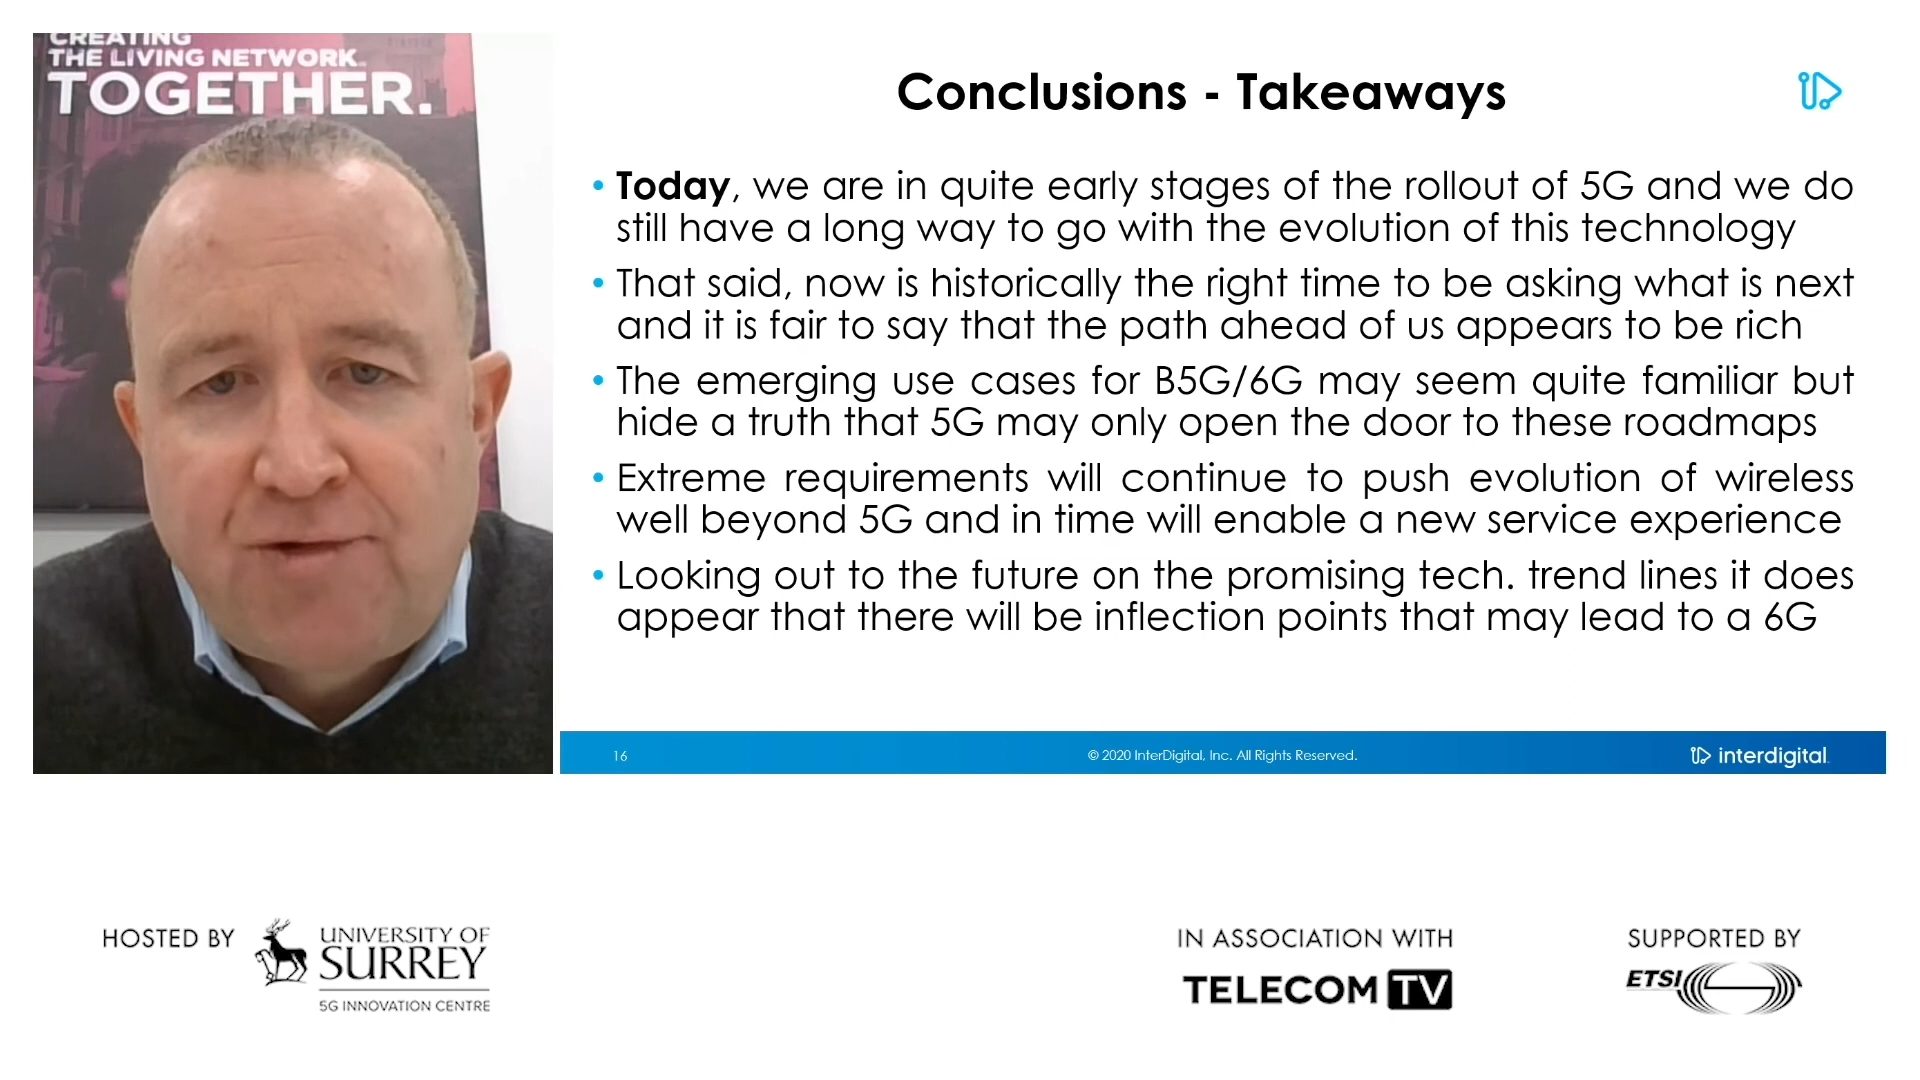 CREATING
THE LIVING NETWORK.
TOGETHER.
Conclusions - Takeaways
• Today, we are in quite early stages of the rollout of 5G and we do
still have a long way to go with the evolution of this technology
• That said, now is historically the right time to be asking what is next
and it is fair to say that the path ahead of us appears to be rich
• The emerging use cases for B5G/6G may seem quite familiar but
hide a truth that 5G may only open the door to these roadmaps
• Extreme requirements will continue to push evolution of wireless
well beyond 5G and in time will enable a new service experience
• Looking out to the future on the promising tech. trend lines it does
appear that there will be inflection points that may lead to a 6G
16
© 2020 InterDigital, Inc. All Rights Reserved.
interdigital
HOSTED BY
UNIVERSITY OF
SURREY
5G INNOVATION CENTRE
IN ASSOCIATION WITH
TELECOM TV
SUPPORTED BY
ETSI